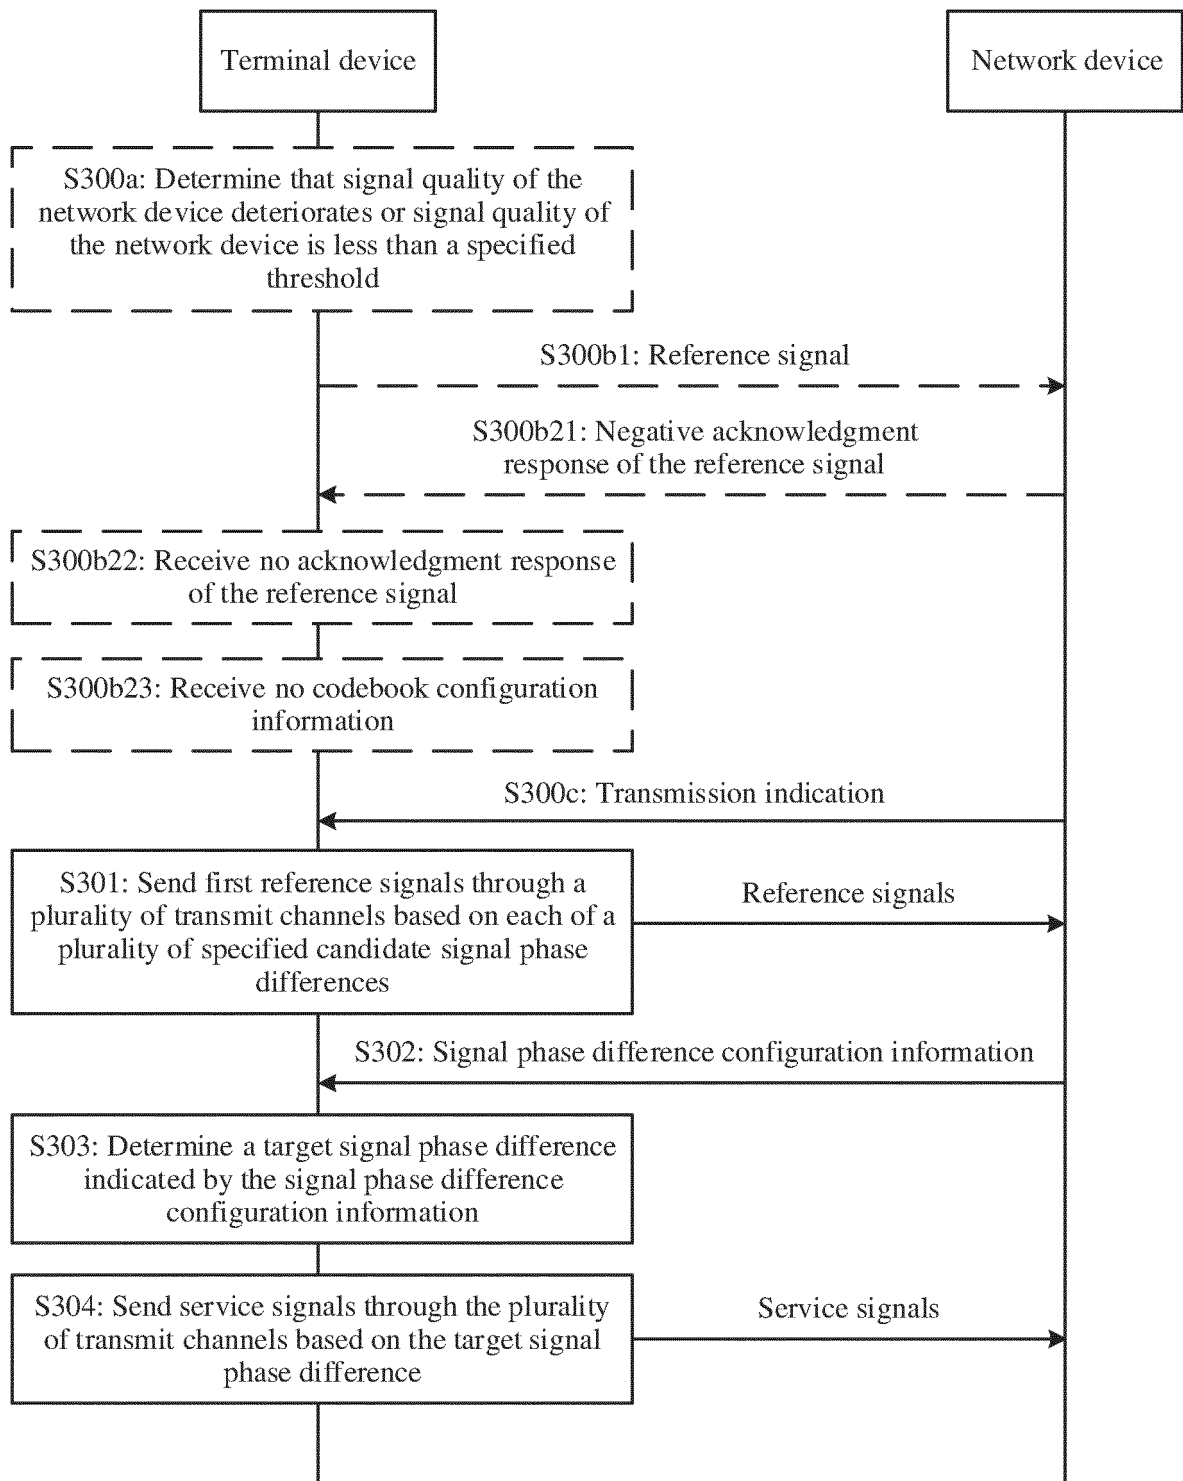 Terminal device
Network device
S300a: Determine that signal quality of the
network device deteriorates or signal quality of
the network device is less than a specified
threshold
S300b1: Reference signal
S300b21: Negative acknowledgment
response of the reference signal
S300b22: Receive no acknowledgment response
of the reference signal
S300b23: Receive no codebook configuration
information
S300c: Transmission indication
S301: Send first reference signals through a
plurality of transmit channels based on each of a
plurality of specified candidate signal phase
differences
Reference signals
S302: Signal phase difference configuration information
S303: Determine a target signal phase difference
indicated by the signal phase difference
configuration information
S304: Send service signals through the plurality
of transmit channels based on the target signal
phase difference
Service signals